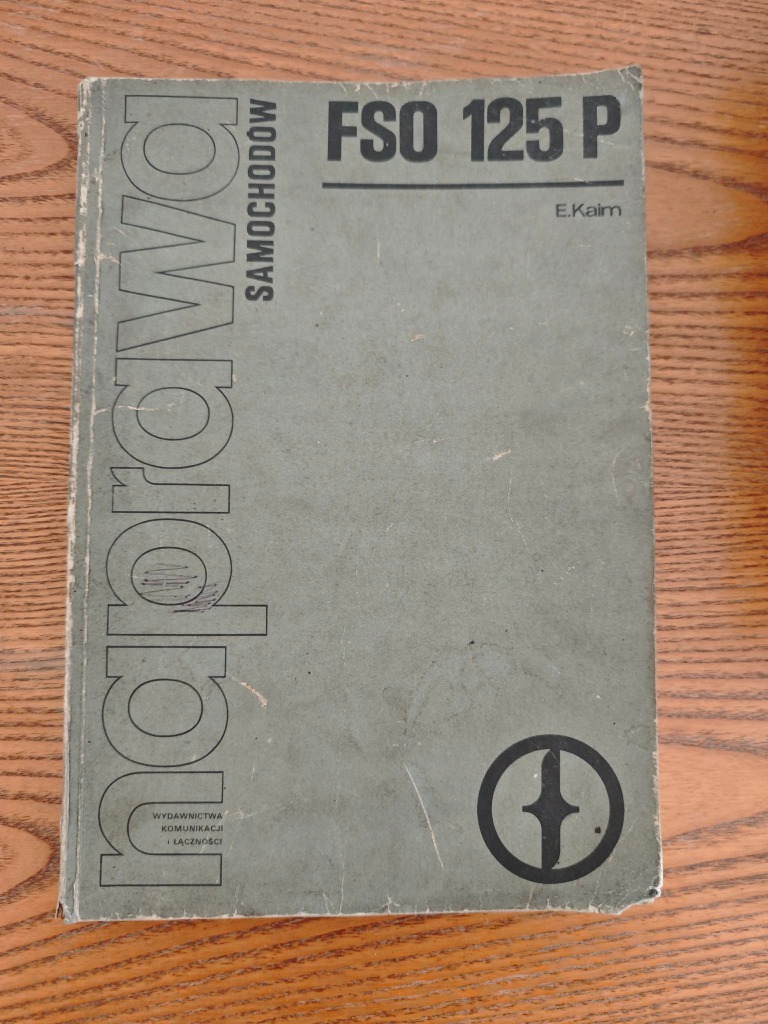 naprawa
SAMOCHODÓW
FSO 125 P
E.Kaim
WYDAWNICTWA
KOMUNIKACJI
i ŁĄCZNOŚCI